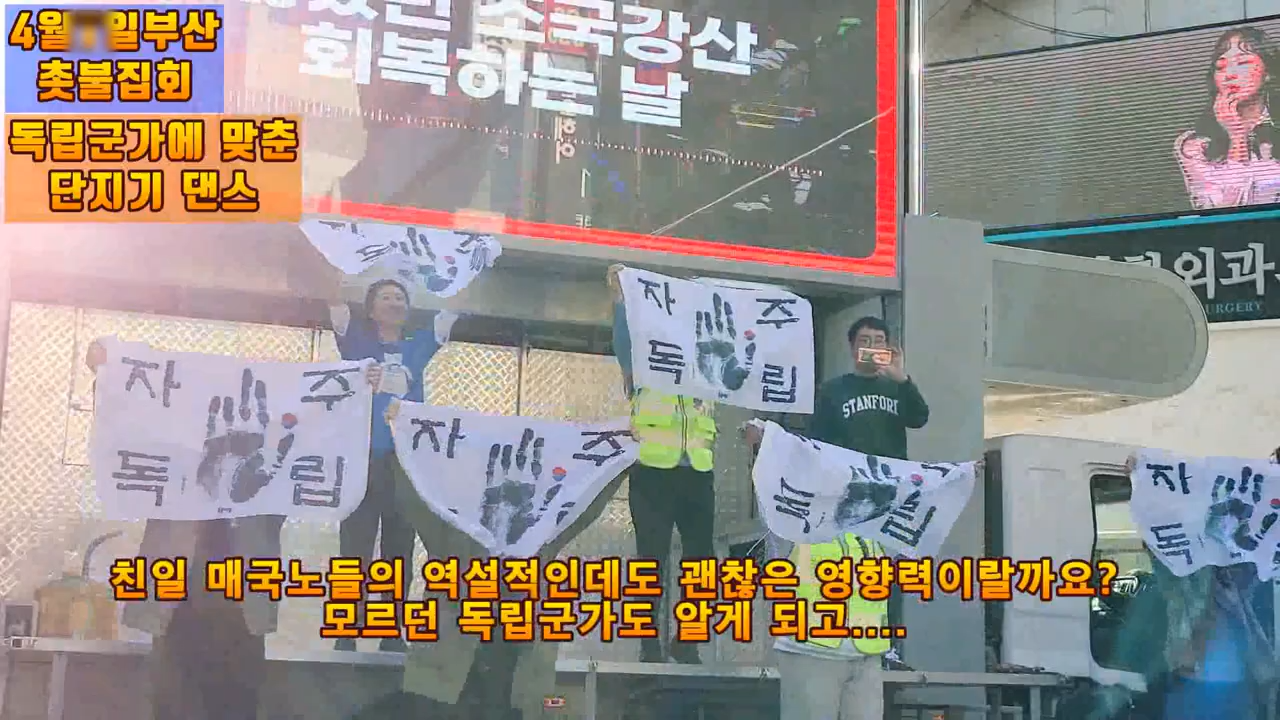 4월 일부산
촛불집회
독립군가에 맞춘
단지기 댄스
조국강산
회복하는 날
외과
SURGERY
자 주
독 립
자 주
독 립
자 주
STANFORD
립
자
독
친일 매국노들의 역설적인데도 괜찮은 영향력이랄까요?
모르던 독립군가도 알게 되고....